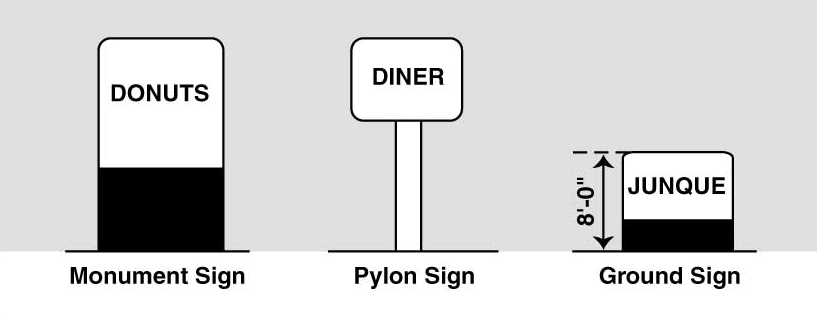 DONUTS
DINER
JUNQUE
8'-0"
Monument Sign
Pylon Sign
Ground Sign